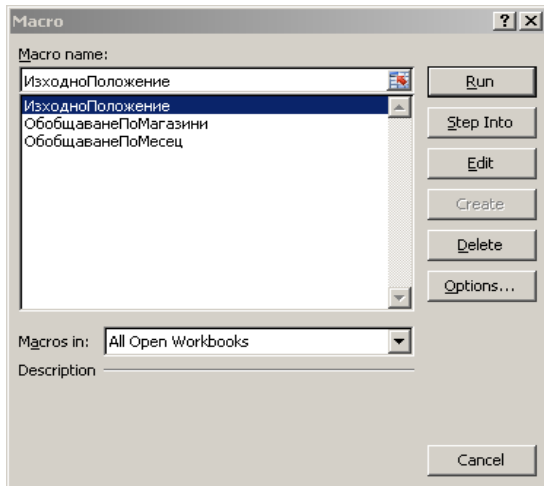 Macro
Macro name:
ИзходноПоложение
Run
ИзходноПоложение
ОбобщаванеПоМагазини
ОбобщаванеПоМесец
Step Into
Edit
Create
Delete
Options...
Macros in: All Open Workbooks
Description
Cancel